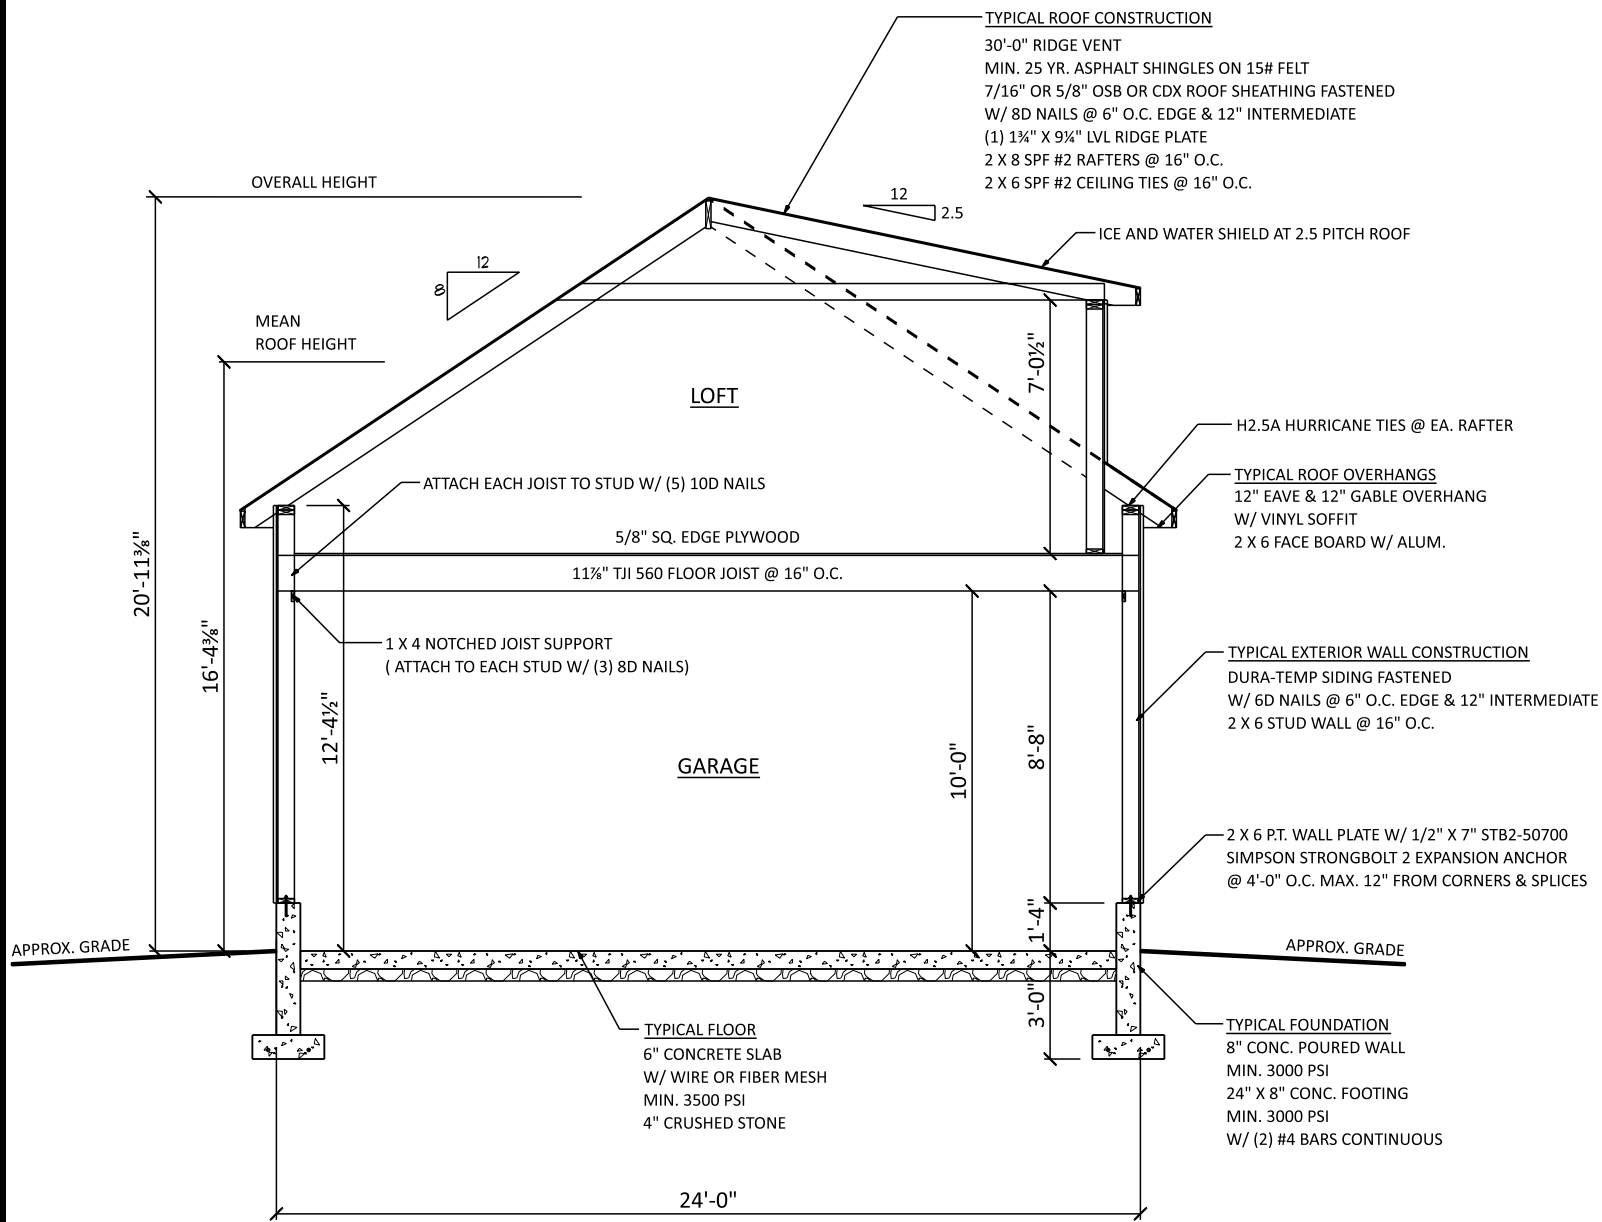 TYPICAL ROOF CONSTRUCTION
30'-0" RIDGE VENT
MIN. 25 YR. ASPHALT SHINGLES ON 15# FELT
7/16" OR 5/8" OSB OR CDX ROOF SHEATHING FASTENED
W/ 8D NAILS @ 6" O.C. EDGE & 12" INTERMEDIATE
(1) 1¾" X 9¼" LVL RIDGE PLATE
2 X 8 SPF #2 RAFTERS @ 16" O.C.
2 X 6 SPF #2 CEILING TIES @ 16" O.C.
OVERALL HEIGHT
12
2.5
ICE AND WATER SHIELD AT 2.5 PITCH ROOF
12
8
MEAN
ROOF HEIGHT
7'-0½"
LOFT
H2.5A HURRICANE TIES @ EA. RAFTER
TYPICAL ROOF OVERHANGS
12" EAVE & 12" GABLE OVERHANG
W/ VINYL SOFFIT
2 X 6 FACE BOARD W/ ALUM.
ATTACH EACH JOIST TO STUD W/ (5) 10D NAILS
5/8" SQ. EDGE PLYWOOD
11⅞" TJI 560 FLOOR JOIST @ 16" O.C.
20'-11⅜"
16'-4⅜"
1 X 4 NOTCHED JOIST SUPPORT
( ATTACH TO EACH STUD W/ (3) 8D NAILS)
TYPICAL EXTERIOR WALL CONSTRUCTION
DURA-TEMP SIDING FASTENED
W/ 6D NAILS @ 6" O.C. EDGE & 12" INTERMEDIATE
2 X 6 STUD WALL @ 16" O.C.
12'-4½"
GARAGE
10'-0"
8'-8"
2 X 6 P.T. WALL PLATE W/ 1/2" X 7" STB2-50700
SIMPSON STRONGBOLT 2 EXPANSION ANCHOR
@ 4'-0" O.C. MAX. 12" FROM CORNERS & SPLICES
1'-4"
APPROX. GRADE
APPROX. GRADE
3'-0"
TYPICAL FLOOR
6" CONCRETE SLAB
W/ WIRE OR FIBER MESH
MIN. 3500 PSI
4" CRUSHED STONE
TYPICAL FOUNDATION
8" CONC. POURED WALL
MIN. 3000 PSI
24" X 8" CONC. FOOTING
MIN. 3000 PSI
W/ (2) #4 BARS CONTINUOUS
24'-0"